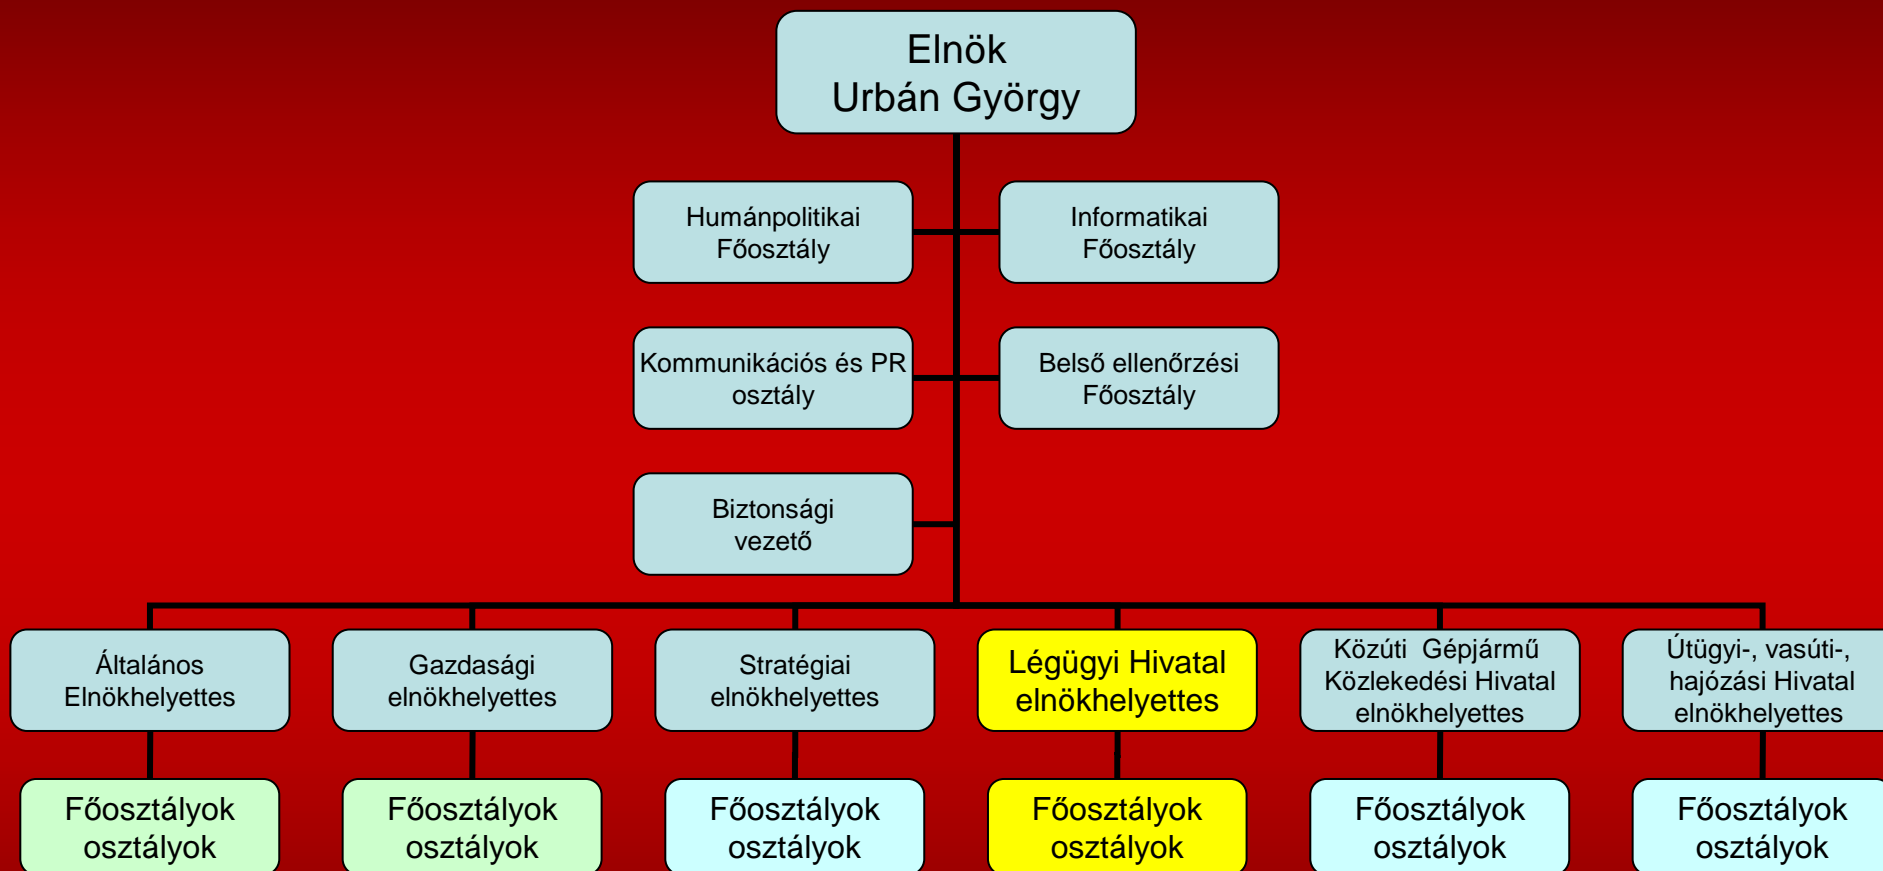 Elnök
Urbán György
Humánpolitikai
Főosztály
Informatikai
Főosztály
Kommunikációs és PR
osztály
Belső ellenőrzési
Főosztály
Biztonsági
vezető
Általános
Elnökhelyettes
Gazdasági
elnökhelyettes
Stratégiai
elnökhelyettes
Légügyi Hivatal
elnökhelyettes
Közúti Gépjármű
Közlekedési Hivatal
elnökhelyettes
Útügyi-, vasúti-,
hajózási Hivatal
elnökhelyettes
Főosztályok
osztályok
Főosztályok
osztályok
Főosztályok
osztályok
Főosztályok
osztályok
Főosztályok
osztályok
Főosztályok
osztályok